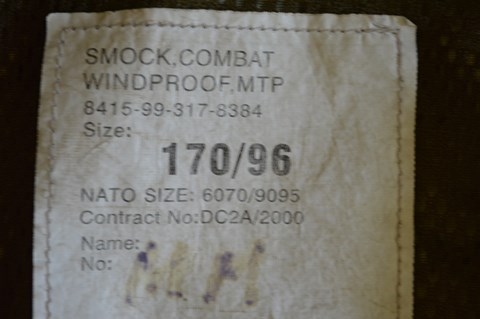 SMOCK,COMBAT
WINDPROOF,MTP
8415-99-317-8384
Size:
170/96
NATO SIZE: 6070/9095
Contract No:DC2A/2000
Name:
No: